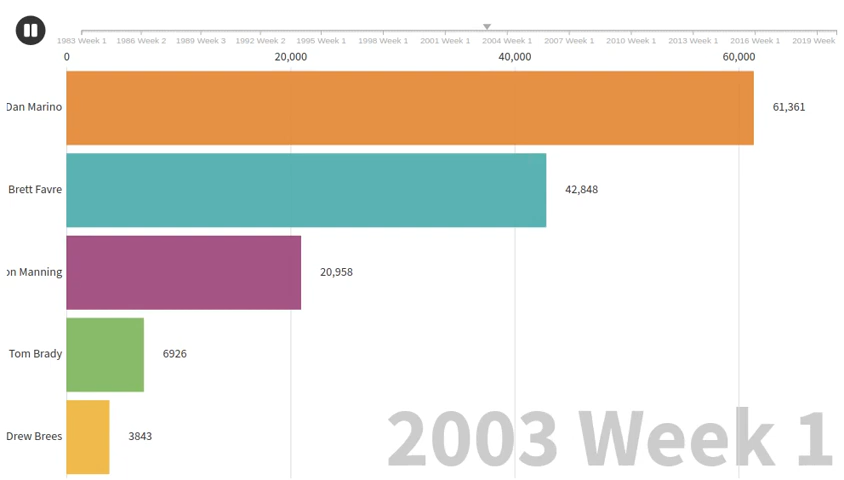 1983 Week 1 1986 Week 2 1989 Week 3 1992 Week 2 1995 Week 1 1998 Week 1 2001 Week 1 2004 Week 1 2007 Week 1 2010 Week 1 2013 Week 1 2016 Week 1 2019 Week
0 20,000 40,000 60,000
Dan Marino 61,361
Brett Favre 42,848
on Manning 20,958
Tom Brady 6926
Drew Brees 3843
2003 Week 1